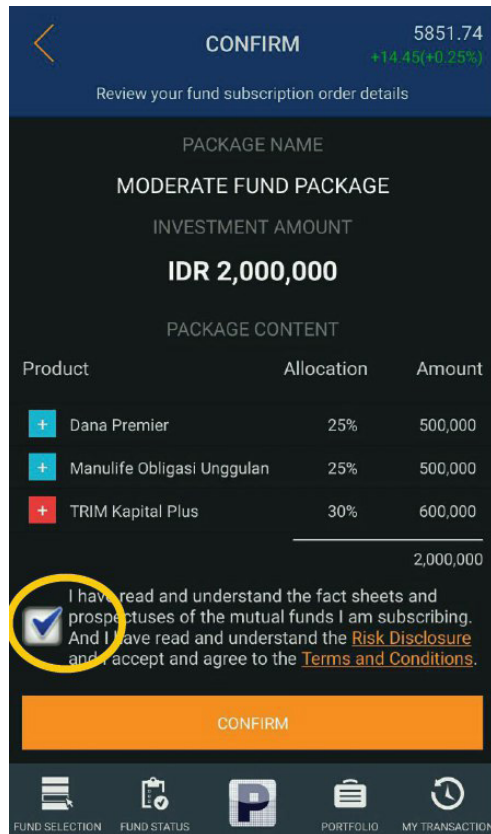 CONFIRM
5851.74
+14.45(+0.25%)
Review your fund subscription order details
PACKAGE NAME
MODERATE FUND PACKAGE
INVESTMENT AMOUNT
IDR 2,000,000
PACKAGE CONTENT
Product Allocation Amount
+ Dana Premier 25% 500,000
+ Manulife Obligasi Unggulan 25% 500,000
+ TRIM Kapital Plus 30% 600,000
2,000,000
I have read and understand the fact sheets and
prospectuses of the mutual funds I am subscribing.
And I have read and understand the Risk Disclosure
and I accept and agree to the Terms and Conditions.
CONFIRM
P
FUND SELECTION FUND STATUS PORTFOLIO MY TRANSACTION